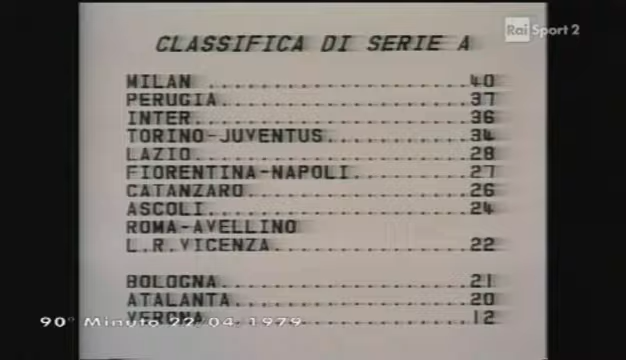 Rai Sport 2
CLASSIFICA DI SERIE A
MILAN ....................40
PERUGIA...................37
INTER.....................36
TORINO-JUVENTUS...........34
LAZIO.....................28
FIORENTINA-NAPOLI.........27
CATANZARO.................26
ASCOLI....................24
ROMA-AVELLINO
L.R.VICENZA...............22
BOLOGNA...................21
ATALANTA..................20
VERONA....................12
90° Minuto 22/04/1979